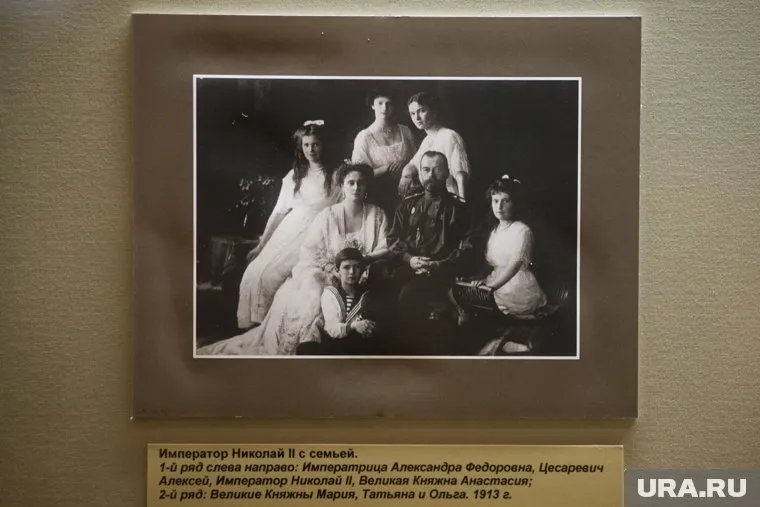 Император Николай II с семьей.
1-й ряд слева направо: Императрица Александра Федоровна, Цесаревич
Алексей, Император Николай II, Великая Княжна Анастасия;
2-й ряд: Великие Княжны Мария, Татьяна и Ольга. 1913 г.
URA.RU